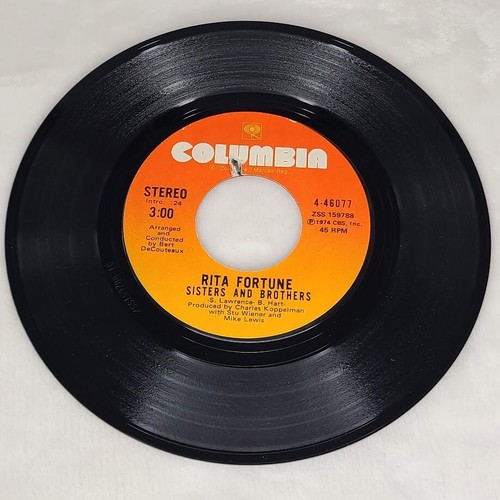 COLUMBIA
Marcas Reg.
STEREO
Intro: 24
3:00
Arranged
and
Conducted
by Bert
DeCouteaux
4-46077
ZSS 159788
Ⓟ 1974 CBS, Inc.
45 RPM
RITA FORTUNE
SISTERS AND BROTHERS
-S. Lawrence- B. Hart-
Produced by Charles Koppelman
with Stu Wiener and
Mike Lewis